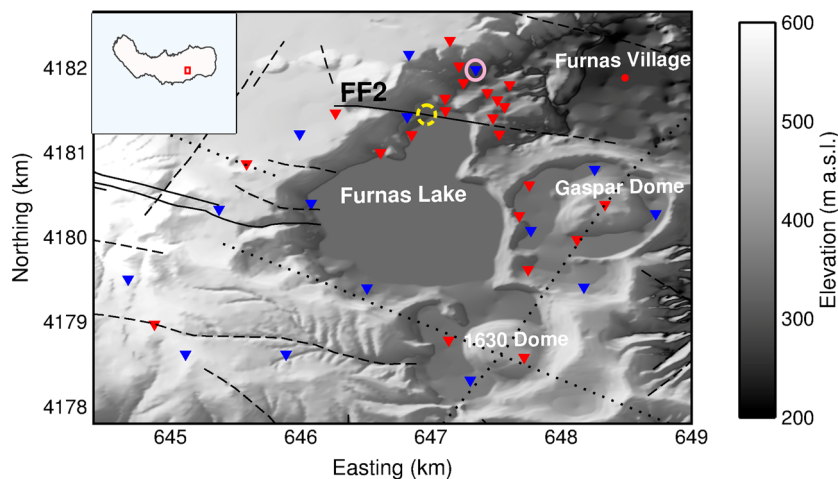 Furnas Village
FF2
Furnas Lake
Gaspar Dome
1630 Dome
4182
4181
4180
4179
4178
Northing (km)
645
646
647
648
649
Easting (km)
600
500
400
300
200
Elevation (m a.s.l.)